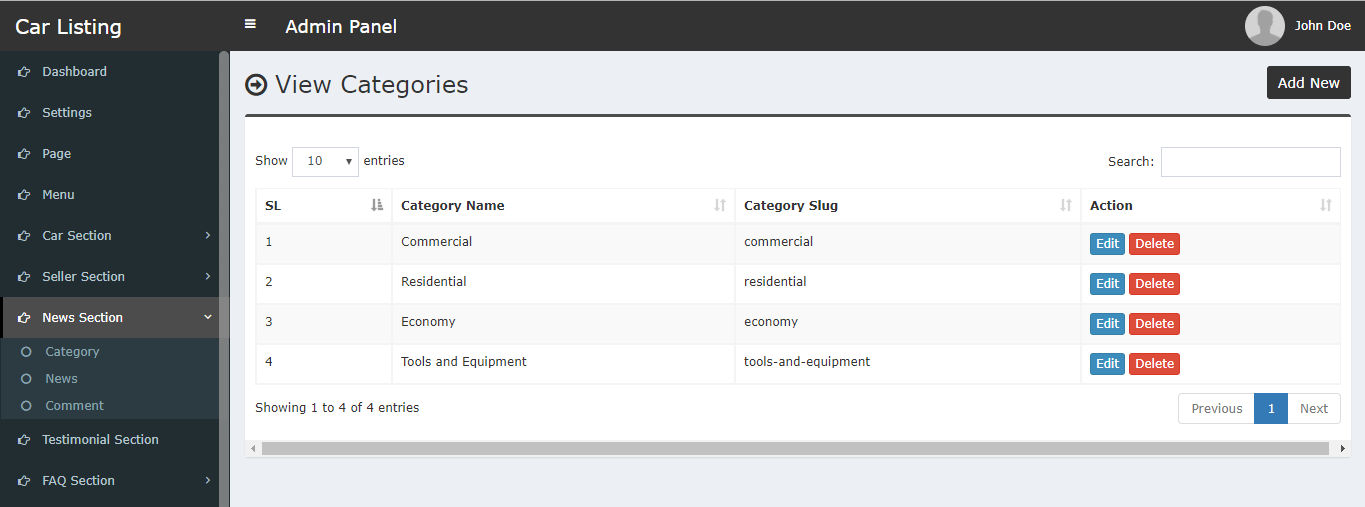 Car Listing
Admin Panel
John Doe
Dashboard
Settings
Page
Menu
Car Section
Seller Section
News Section
Category
News
Comment
Testimonial Section
FAQ Section
View Categories
Add New
Show 10 entries
Search:
SL Category Name Category Slug Action
1 Commercial commercial Edit Delete
2 Residential residential Edit Delete
3 Economy economy Edit Delete
4 Tools and Equipment tools-and-equipment Edit Delete
Showing 1 to 4 of 4 entries
Previous 1 Next